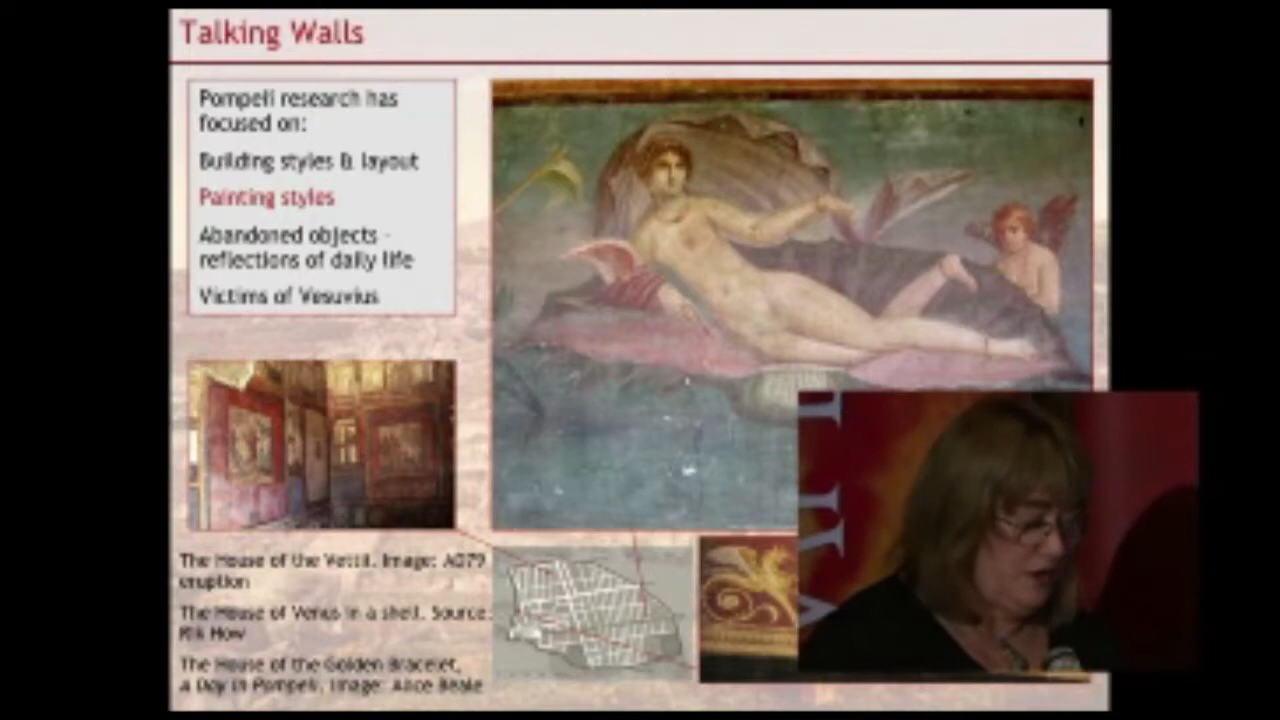 Talking Walls
Pompeii research has
focused on:
Building styles & layout
Painting styles
Abandoned objects -
reflections of daily life
Victims of Vesuvius
The House of the Vettii. Image: AD79
eruption
The House of Venus in a shell. Source:
Rik How
The House of the Golden Bracelet,
A Day in Pompeii. Image: Alice Beale